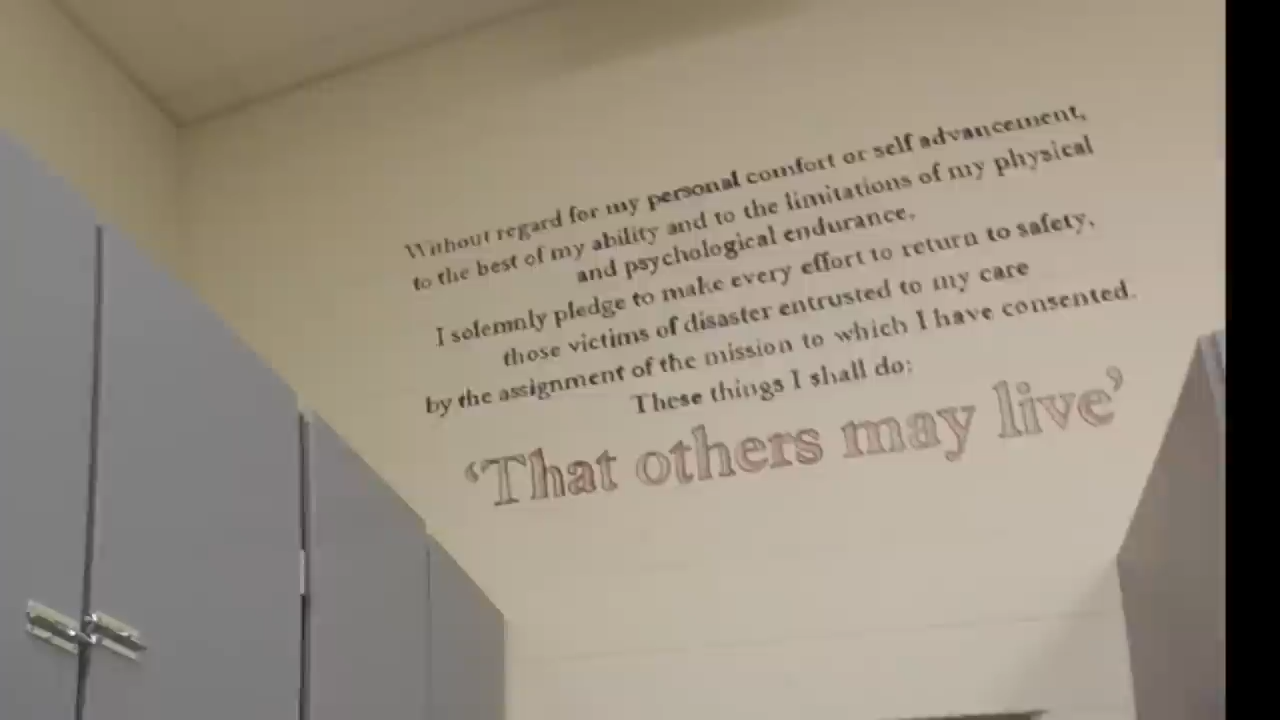 Without regard for my personal comfort or self advancement,
to the best of my ability and to the limitations of my physical
and psychological endurance,
I solemnly pledge to make every effort to return to safety,
those victims of disaster entrusted to my care
by the assignment of the mission to which I have consented.
These things I shall do:
‘That others may live’